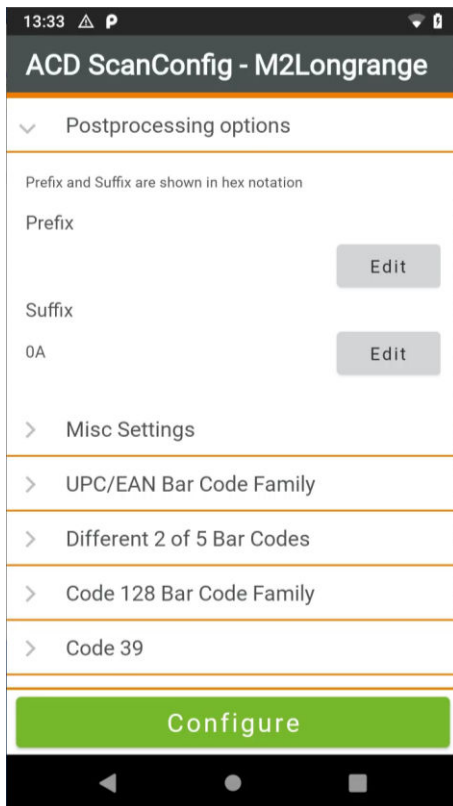 13:33
ACD ScanConfig - M2Longrange
Postprocessing options
Prefix and Suffix are shown in hex notation
Prefix
Edit
Suffix
0A
Edit
Misc Settings
UPC/EAN Bar Code Family
Different 2 of 5 Bar Codes
Code 128 Bar Code Family
Code 39
Configure